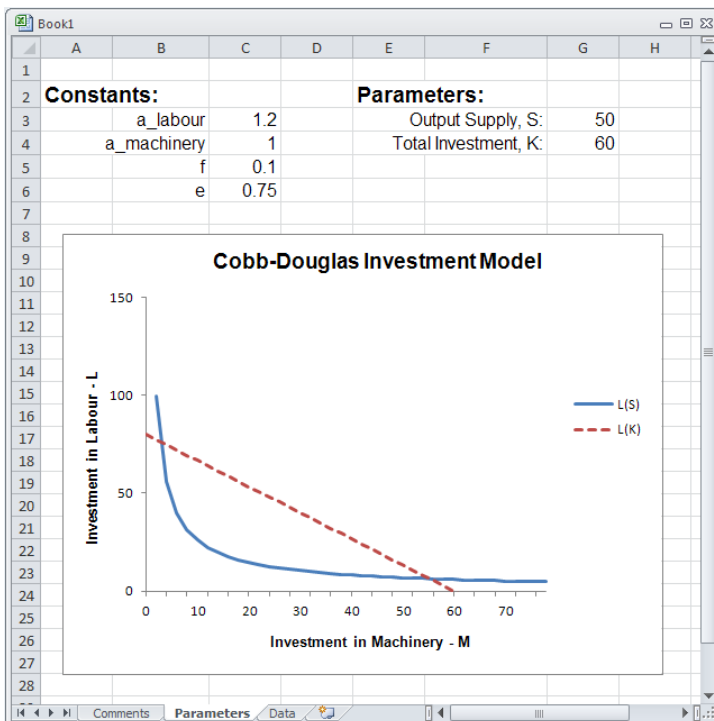 Book1
A B C D E F G H
1
2 Constants: Parameters:
3 a_labour 1.2 Output Supply, S: 50
4 a_machinery 1 Total Investment, K: 60
5 f 0.1
6 e 0.75
7
8
9
10
11
12
13
14
15
16
17
18
19
20
21
22
23
24
25
26
27
28
Cobb-Douglas Investment Model
150
100
50
0
Investment in Labour - L
0 10 20 30 40 50 60 70
Investment in Machinery - M
L(S)
L(K)
Comments Parameters Data